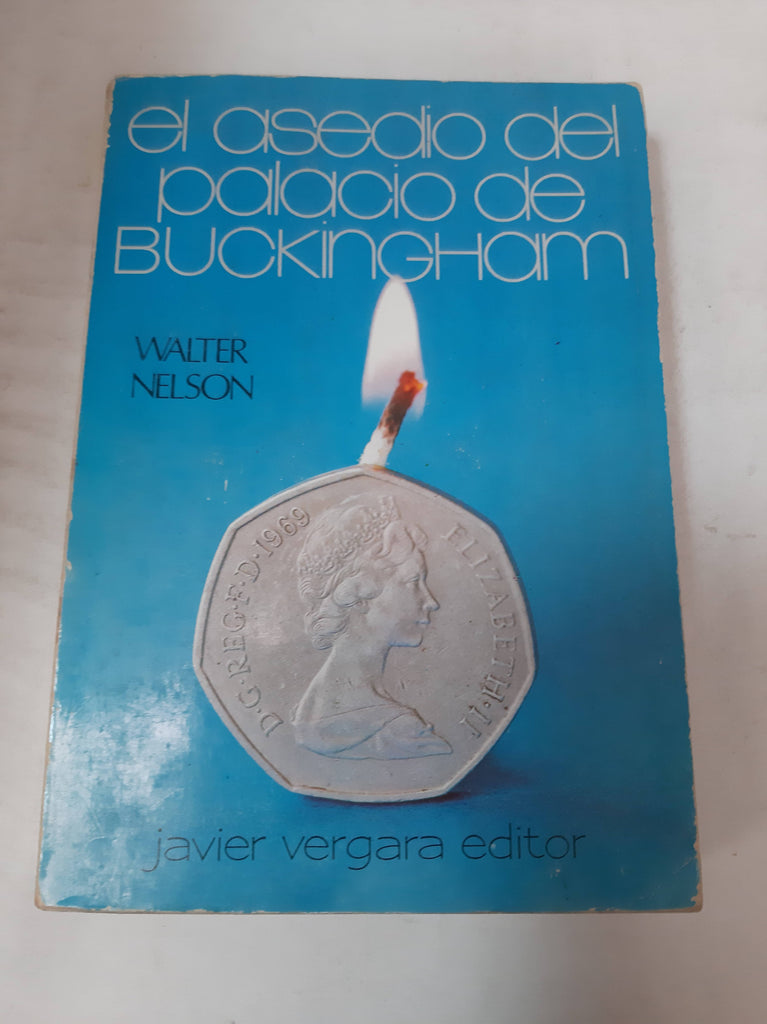 el asedio del
palacio de
BUCKINGHam
WALTER
NELSON
D·G·REG·F·D·1969
ELIZABETH·II
javier vergara editor